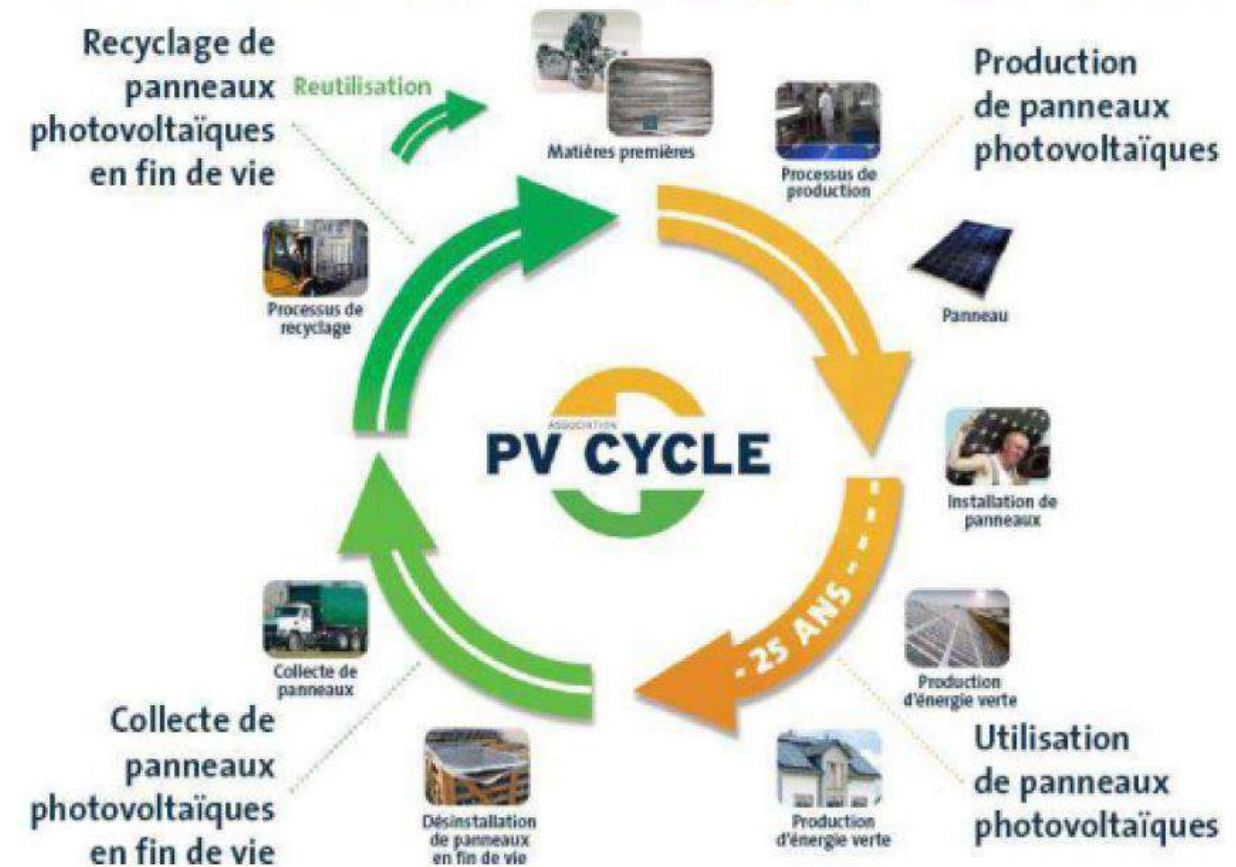 Recyclage de
panneaux
photovoltaïques
en fin de vie
Reutilisation
Matières premières
Processus de
production
Production
de panneaux
photovoltaïques
Panneau
Installation de
panneaux
Production
d'énergie verte
Utilisation
de panneaux
photovoltaïques
- 25 ANS - - -
Production
d'énergie verte
Désinstallation
de panneaux
en fin de vie
Collecte de
panneaux
photovoltaïques
en fin de vie
Collecte de
panneaux
Processus de
recyclage
ASSOCIATION
PV CYCLE